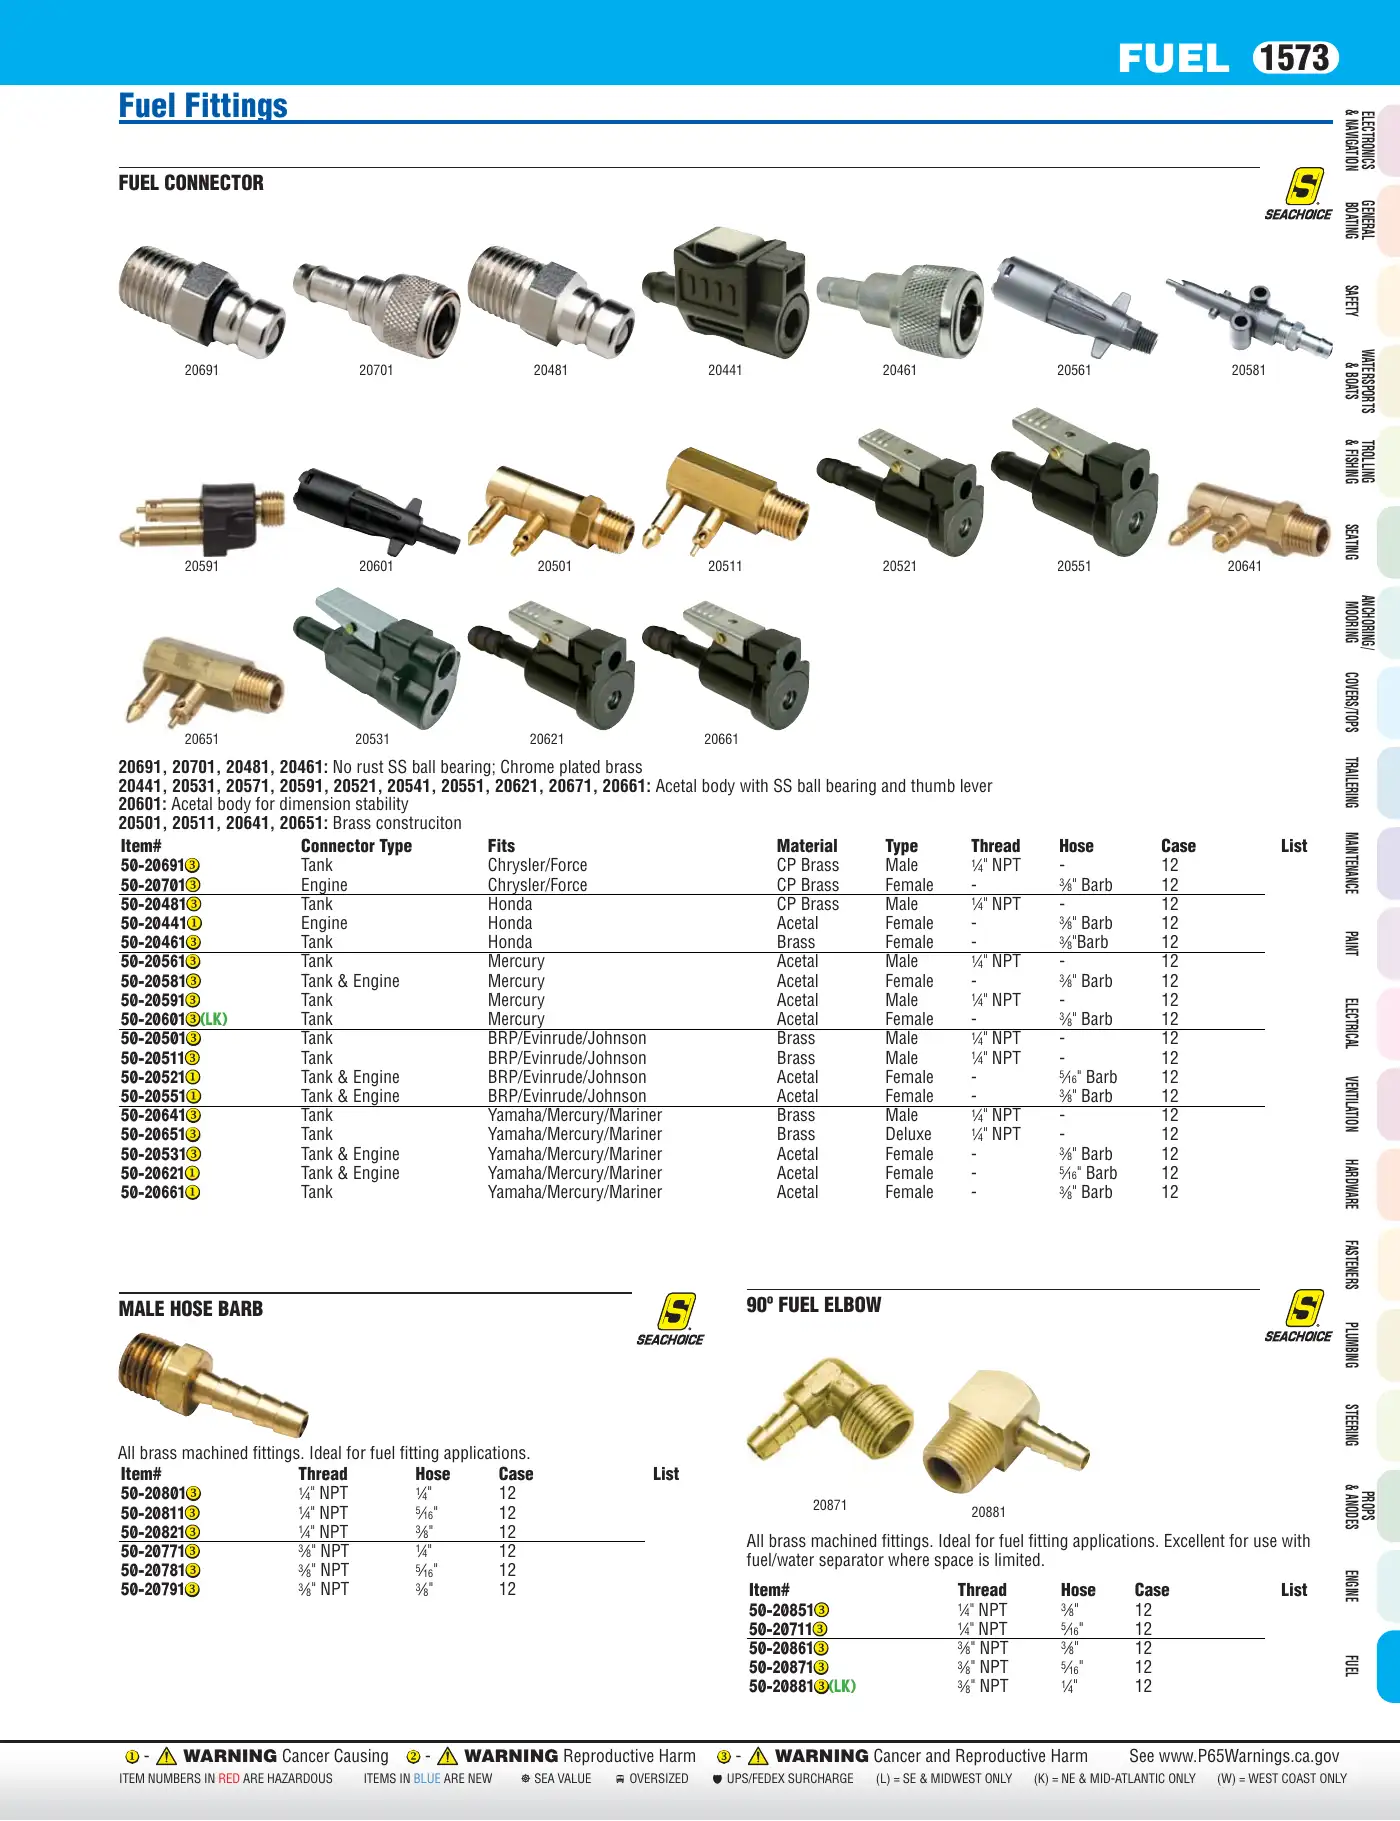 FUEL 1573
Fuel Fittings
FUEL CONNECTOR
S
SEACHOICE
20691 20701 20481 20441 20461 20561 20581
20591 20601 20501 20511 20521 20551 20641
20651 20531 20621 20661
20691, 20701, 20481, 20461: No rust SS ball bearing; Chrome plated brass
20441, 20531, 20571, 20591, 20521, 20541, 20551, 20621, 20671, 20661: Acetal body with SS ball bearing and thumb lever
20601: Acetal body for dimension stability
20501, 20511, 20641, 20651: Brass construciton
Item# Connector Type Fits Material Type Thread Hose Case List
50-20691③ Tank Chrysler/Force CP Brass Male ¼" NPT - 12
50-20701③ Engine Chrysler/Force CP Brass Female - ⅜" Barb 12
50-20481③ Tank Honda CP Brass Male ¼" NPT - 12
50-20441① Engine Honda Acetal Female - ⅜" Barb 12
50-20461③ Tank Honda Brass Female - ⅜"Barb 12
50-20561③ Tank Mercury Acetal Male ¼" NPT - 12
50-20581③ Tank & Engine Mercury Acetal Female - ⅜" Barb 12
50-20591③ Tank Mercury Acetal Male ¼" NPT - 12
50-20601③(LK) Tank Mercury Acetal Female - ⅜" Barb 12
50-20501③ Tank BRP/Evinrude/Johnson Brass Male ¼" NPT - 12
50-20511③ Tank BRP/Evinrude/Johnson Brass Male ¼" NPT - 12
50-20521① Tank & Engine BRP/Evinrude/Johnson Acetal Female - 5⁄16" Barb 12
50-20551① Tank & Engine BRP/Evinrude/Johnson Acetal Female - ⅜" Barb 12
50-20641③ Tank Yamaha/Mercury/Mariner Brass Male ¼" NPT - 12
50-20651③ Tank Yamaha/Mercury/Mariner Brass Deluxe ¼" NPT - 12
50-20531③ Tank & Engine Yamaha/Mercury/Mariner Acetal Female - ⅜" Barb 12
50-20621① Tank & Engine Yamaha/Mercury/Mariner Acetal Female - 5⁄16" Barb 12
50-20661① Tank Yamaha/Mercury/Mariner Acetal Female - ⅜" Barb 12
MALE HOSE BARB
S
SEACHOICE
All brass machined fittings. Ideal for fuel fitting applications.
Item# Thread Hose Case List
50-20801③ ¼" NPT ¼" 12
50-20811③ ¼" NPT 5⁄16" 12
50-20821③ ¼" NPT ⅜" 12
50-20771③ ⅜" NPT ¼" 12
50-20781③ ⅜" NPT 5⁄16" 12
50-20791③ ⅜" NPT ⅜" 12
90º FUEL ELBOW
S
SEACHOICE
20871
20881
All brass machined fittings. Ideal for fuel fitting applications. Excellent for use with
fuel/water separator where space is limited.
Item# Thread Hose Case List
50-20851③ ¼" NPT ⅜" 12
50-20711③ ¼" NPT 5⁄16" 12
50-20861③ ⅜" NPT ⅜" 12
50-20871③ ⅜" NPT 5⁄16" 12
50-20881③(LK) ⅜" NPT ¼" 12
ELECTRONICS
& NAVIGATION
GENERAL
BOATING
SAFETY
WATERSPORTS
& BOATS
TROLLING
& FISHING
SEATING
ANCHORING/
MOORING
COVERS/TOPS
TRAILERING
MAINTENANCE
PAINT
ELECTRICAL
VENTILATION
HARDWARE
FASTENERS
PLUMBING
STEERING
PROPS
& ANODES
ENGINE
FUEL
① - ⚠ WARNING Cancer Causing ② - ⚠ WARNING Reproductive Harm ③ - ⚠ WARNING Cancer and Reproductive Harm See www.P65Warnings.ca.gov
ITEM NUMBERS IN RED ARE HAZARDOUS ITEMS IN BLUE ARE NEW SEA VALUE OVERSIZED UPS/FEDEX SURCHARGE (L) = SE & MIDWEST ONLY (K) = NE & MID-ATLANTIC ONLY (W) = WEST COAST ONLY